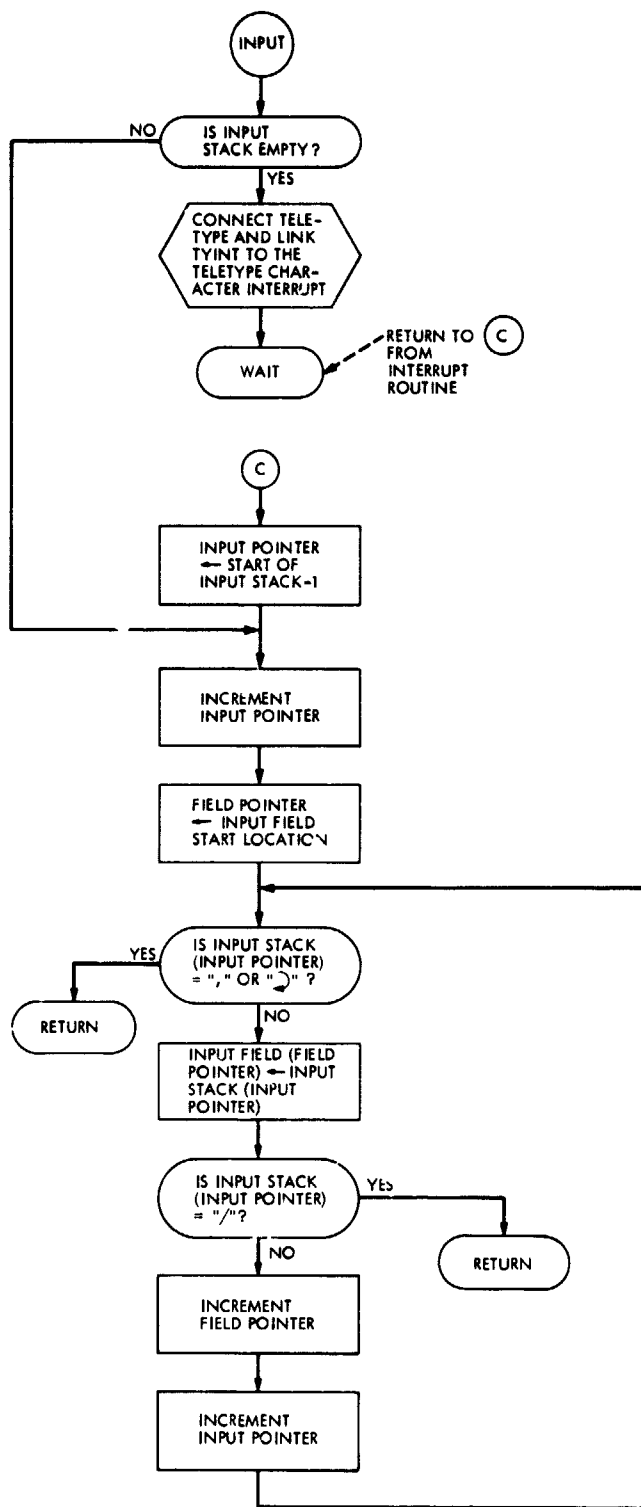 INPUT
NO
IS INPUT
STACK EMPTY?
YES
CONNECT TELE-
TYPE AND LINK
TYINT TO THE
TELETYPE CHAR-
ACTER INTERRUPT
WAIT
RETURN TO C
FROM
INTERRUPT
ROUTINE
C
INPUT POINTER
← START OF
INPUT STACK-1
INCREMENT
INPUT POINTER
FIELD POINTER
← INPUT FIELD
START LOCATION
IS INPUT STACK
(INPUT POINTER)
= "," OR "⤶" ?
YES
RETURN
NO
INPUT FIELD (FIELD
POINTER) ← INPUT
STACK (INPUT
POINTER)
IS INPUT STACK
(INPUT POINTER)
= "/"?
YES
RETURN
NO
INCREMENT
FIELD POINTER
INCREMENT
INPUT POINTER